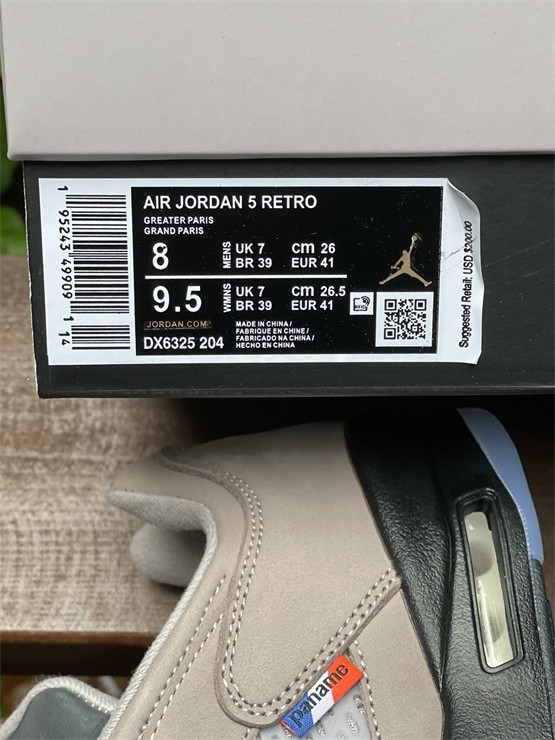 AIR JORDAN 5 RETRO
GREATER PARIS
GRAND PARIS
8 MENS UK 7 cm 26
BR 39 EUR 41
9.5 WMNS UK 7 cm 26.5
BR 39 EUR 41
JORDAN.COM
DX6325 204
MADE IN CHINA /
FABRIQUE EN CHINE /
FABRICADO NA CHINA /
HECHO EN CHINA
1 95243 49909 1 14
Suggested Retail: USD $200.00
paname